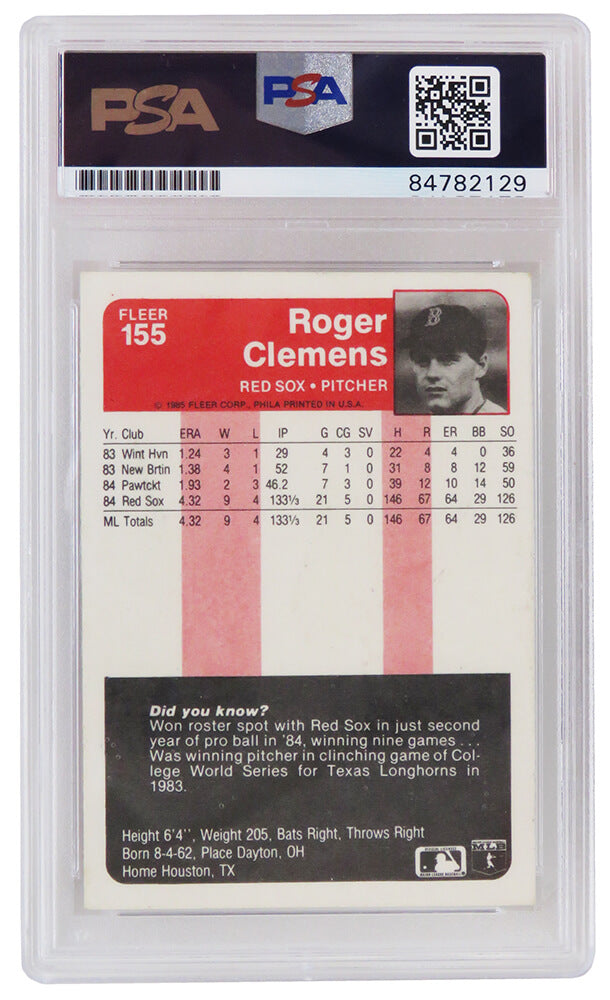 PSA
PSA
84782129
FLEER
155
Roger
Clemens
RED SOX • PITCHER
© 1985 FLEER CORP., PHILA PRINTED IN U.S.A.
Yr. Club ERA W L IP G CG SV H R ER BB SO
83 Wint Hvn 1.24 3 1 29 4 3 0 22 4 4 0 36
83 New Brtin 1.38 4 1 52 7 1 0 31 8 8 12 59
84 Pawtckt 1.93 2 3 46.2 7 3 0 39 12 10 14 50
84 Red Sox 4.32 9 4 133⅓ 21 5 0 146 67 64 29 126
ML Totals 4.32 9 4 133⅓ 21 5 0 146 67 64 29 126
Did you know?
Won roster spot with Red Sox in just second
year of pro ball in '84, winning nine games . . .
Was winning pitcher in clinching game of Col-
lege World Series for Texas Longhorns in
1983.
Height 6'4'', Weight 205, Bats Right, Throws Right
Born 8-4-62, Place Dayton, OH
Home Houston, TX